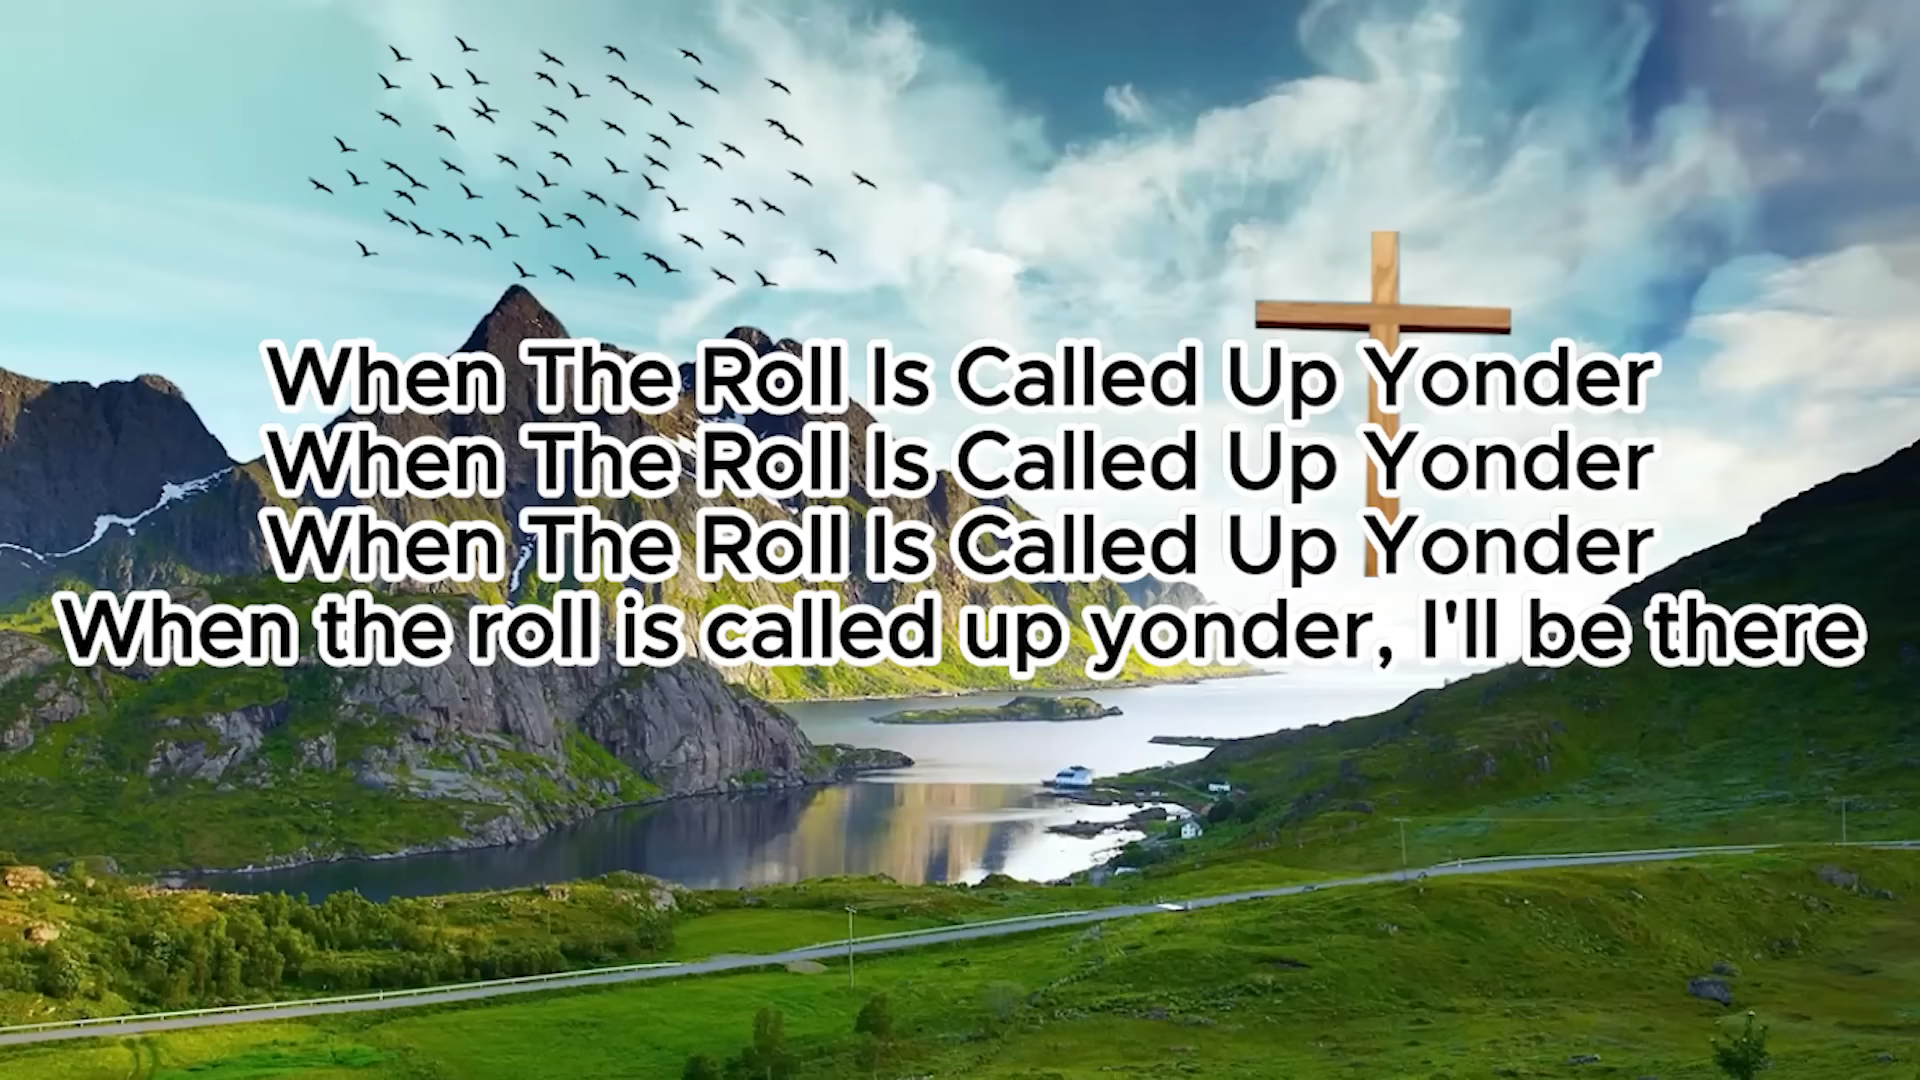 When The Roll Is Called Up Yonder
When The Roll Is Called Up Yonder
When The Roll Is Called Up Yonder
When the roll is called up yonder, I'll be there